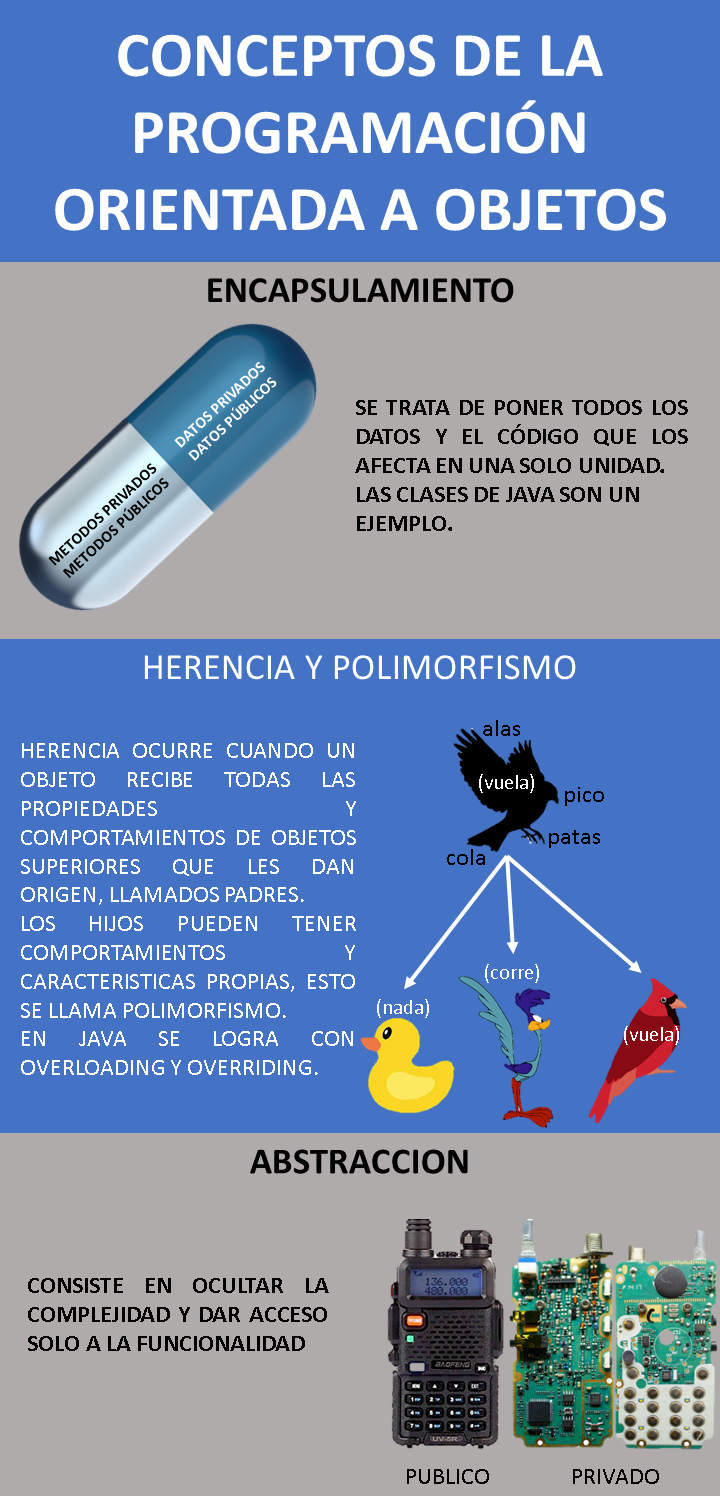 CONCEPTOS DE LA
PROGRAMACIÓN
ORIENTADA A OBJETOS
ENCAPSULAMIENTO
DATOS PRIVADOS
DATOS PÚBLICOS
METODOS PRIVADOS
METODOS PÚBLICOS
SE TRATA DE PONER TODOS LOS
DATOS Y EL CÓDIGO QUE LOS
AFECTA EN UNA SOLO UNIDAD.
LAS CLASES DE JAVA SON UN
EJEMPLO.
HERENCIA Y POLIMORFISMO
HERENCIA OCURRE CUANDO UN
OBJETO RECIBE TODAS LAS
PROPIEDADES Y
COMPORTAMIENTOS DE OBJETOS
SUPERIORES QUE LES DAN
ORIGEN, LLAMADOS PADRES.
LOS HIJOS PUEDEN TENER
COMPORTAMIENTOS Y
CARACTERISTICAS PROPIAS, ESTO
SE LLAMA POLIMORFISMO.
EN JAVA SE LOGRA CON
OVERLOADING Y OVERRIDING.
alas
(vuela)
pico
patas
cola
(corre)
(nada)
(vuela)
ABSTRACCION
CONSISTE EN OCULTAR LA
COMPLEJIDAD Y DAR ACCESO
SOLO A LA FUNCIONALIDAD
136.000
480.000
BAOFENG
UV-5R
PUBLICO
PRIVADO